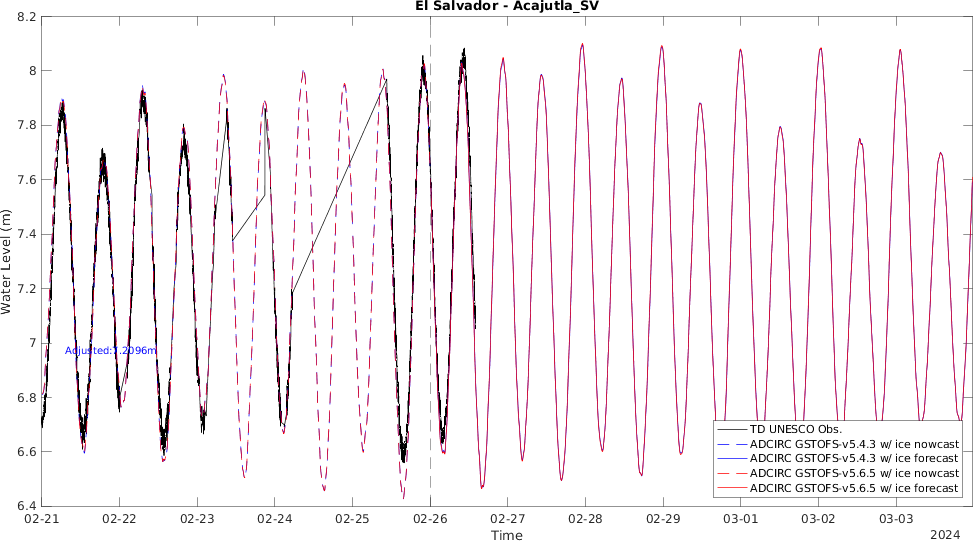 El Salvador - Acajutla_SV
8.2
8
7.8
7.6
7.4
7.2
7
6.8
6.6
6.4
Water Level (m)
Adjusted:7.2096m
TD UNESCO Obs.
ADCIRC GSTOFS-v5.4.3 w/ ice nowcast
ADCIRC GSTOFS-v5.4.3 w/ ice forecast
ADCIRC GSTOFS-v5.6.5 w/ ice nowcast
ADCIRC GSTOFS-v5.6.5 w/ ice forecast
02-21 02-22 02-23 02-24 02-25 02-26 02-27 02-28 02-29 03-01 03-02 03-03
Time
2024